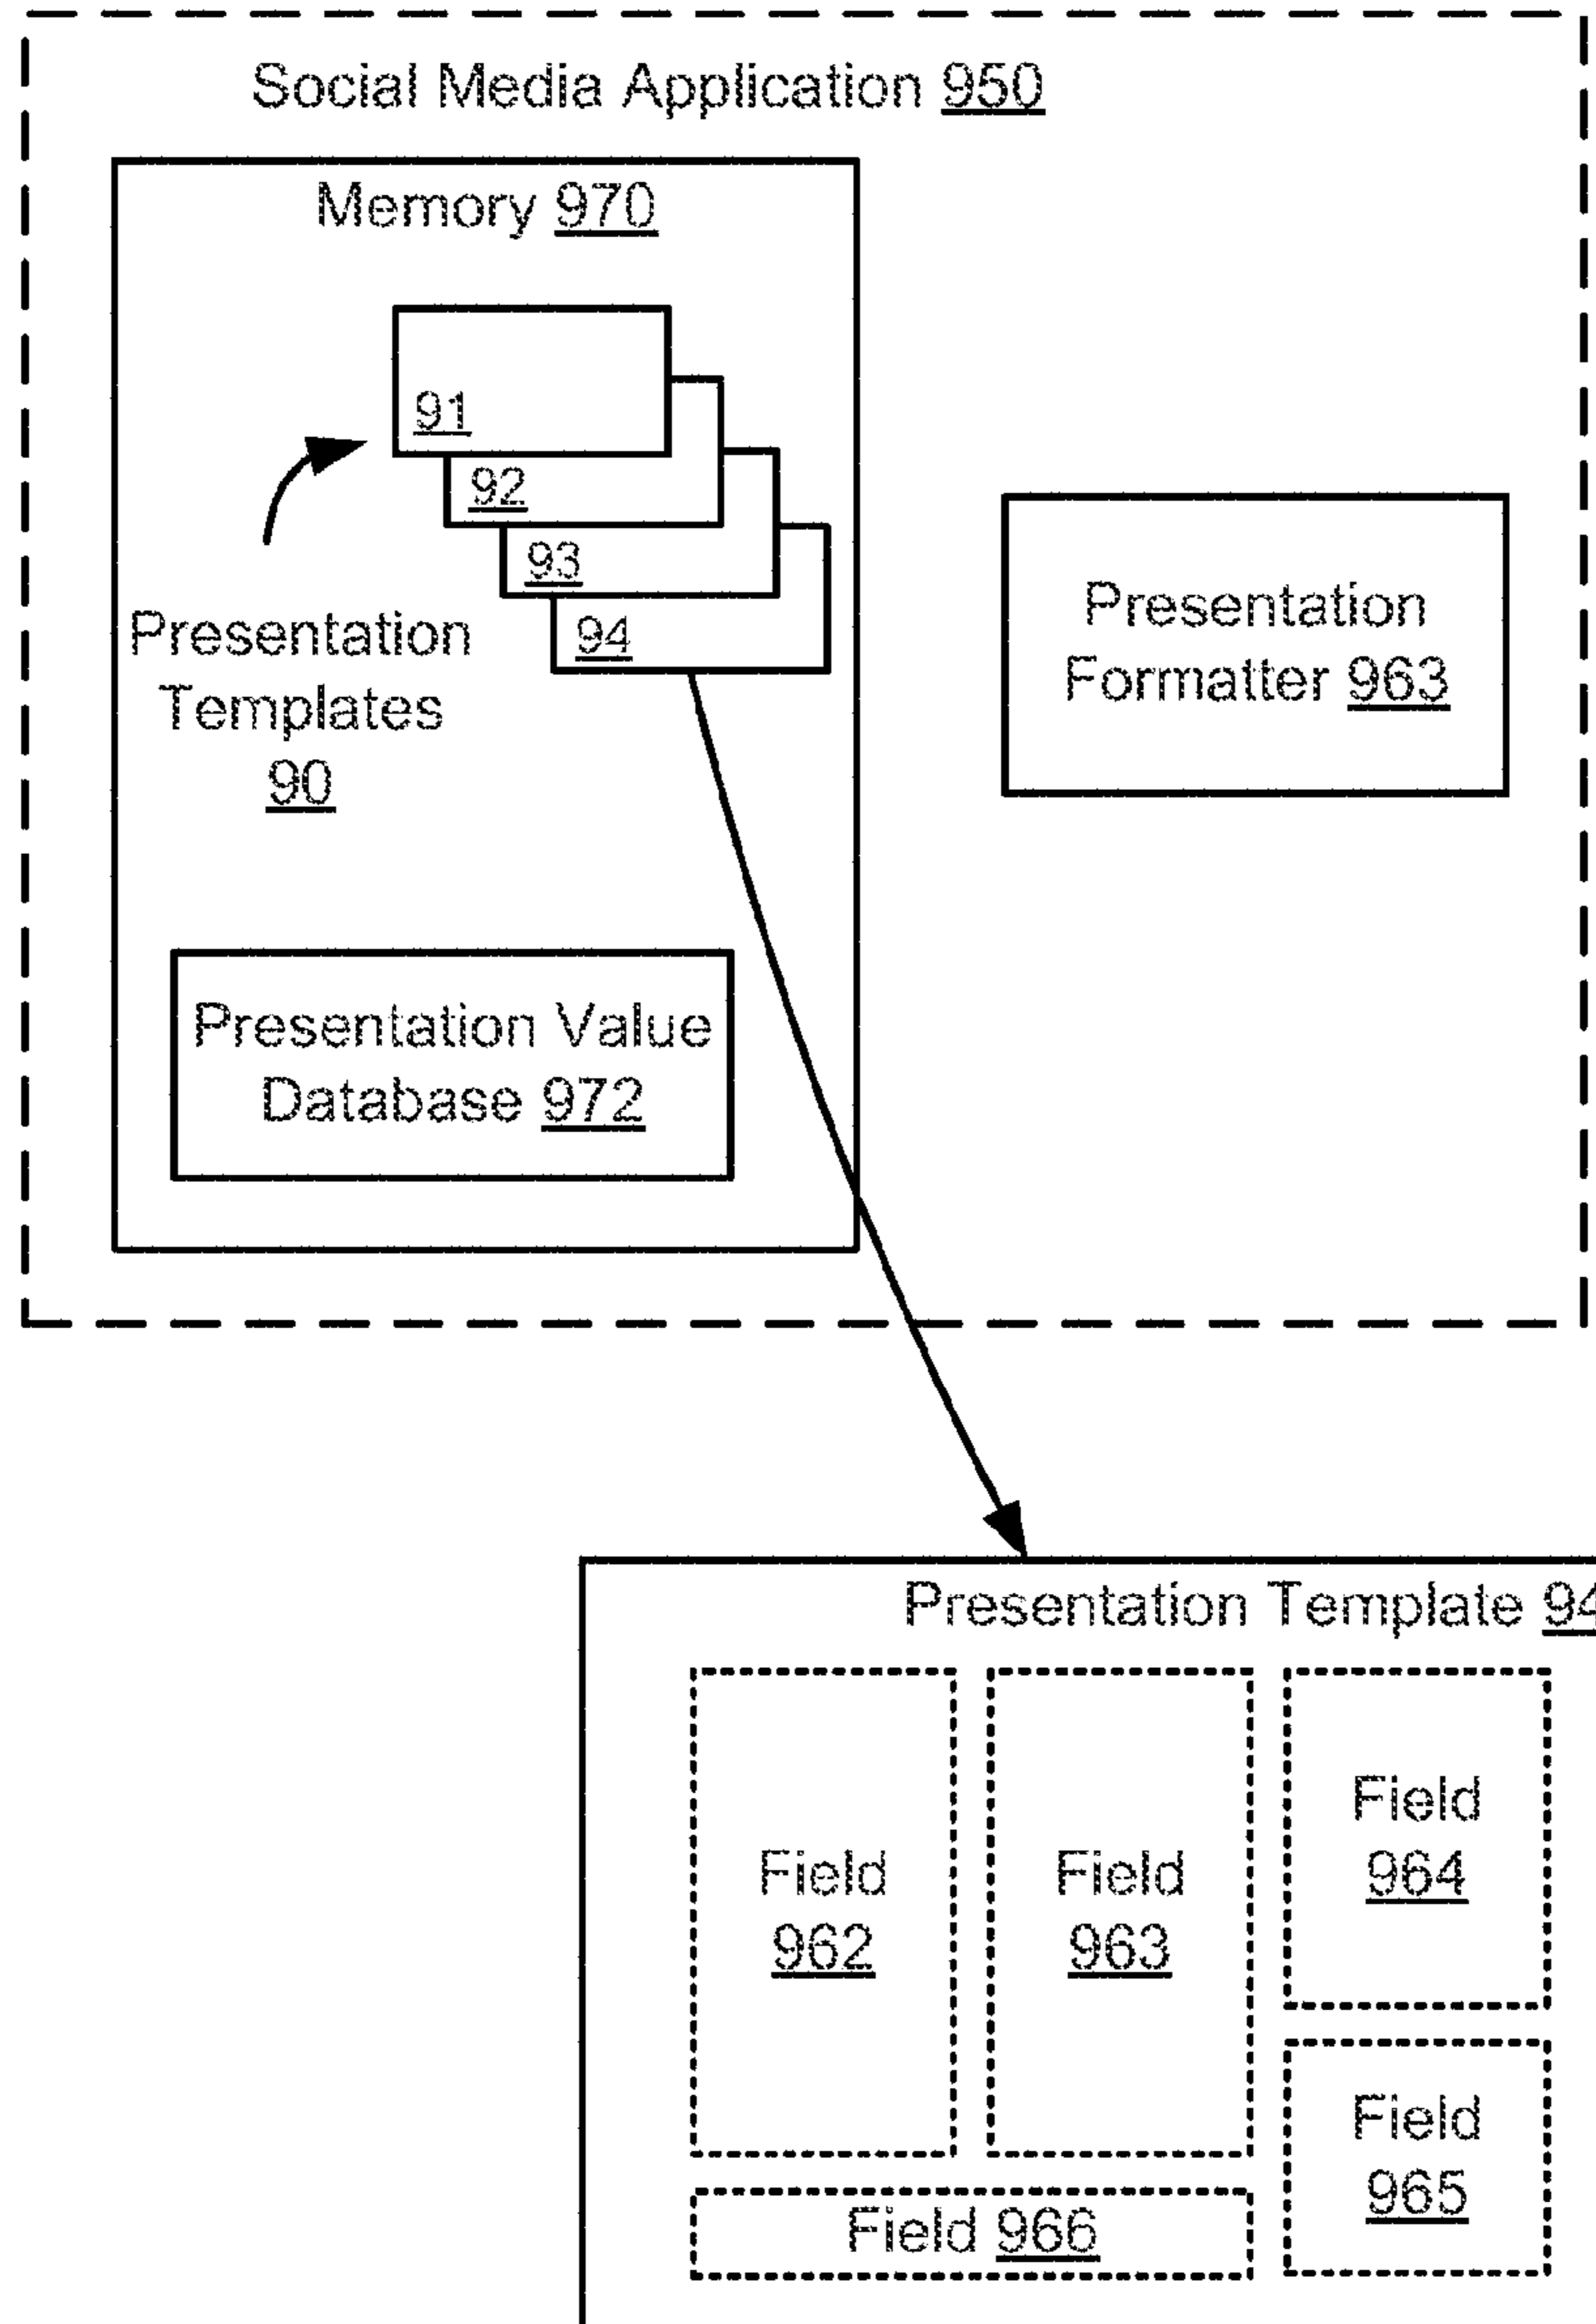 Social Media Application 950
Memory 970
91
92
93
94
Presentation
Templates
90
Presentation
Formatter 963
Presentation Value
Database 972
Presentation Template 94
Field
962
Field
963
Field
964
Field
965
Field 966